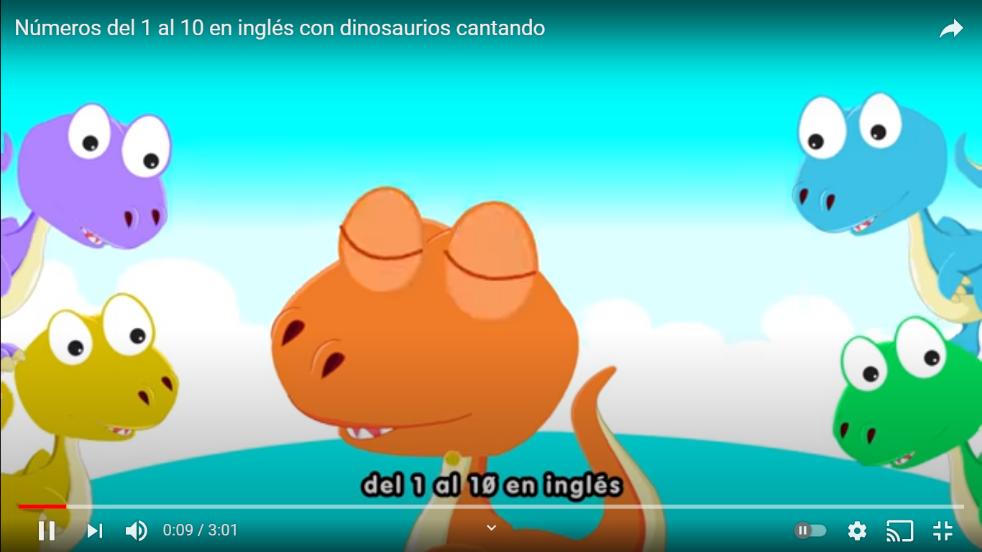 Números del 1 al 10 en inglés con dinosaurios cantando
del 1 al 10 en inglés
0:09 / 3:01